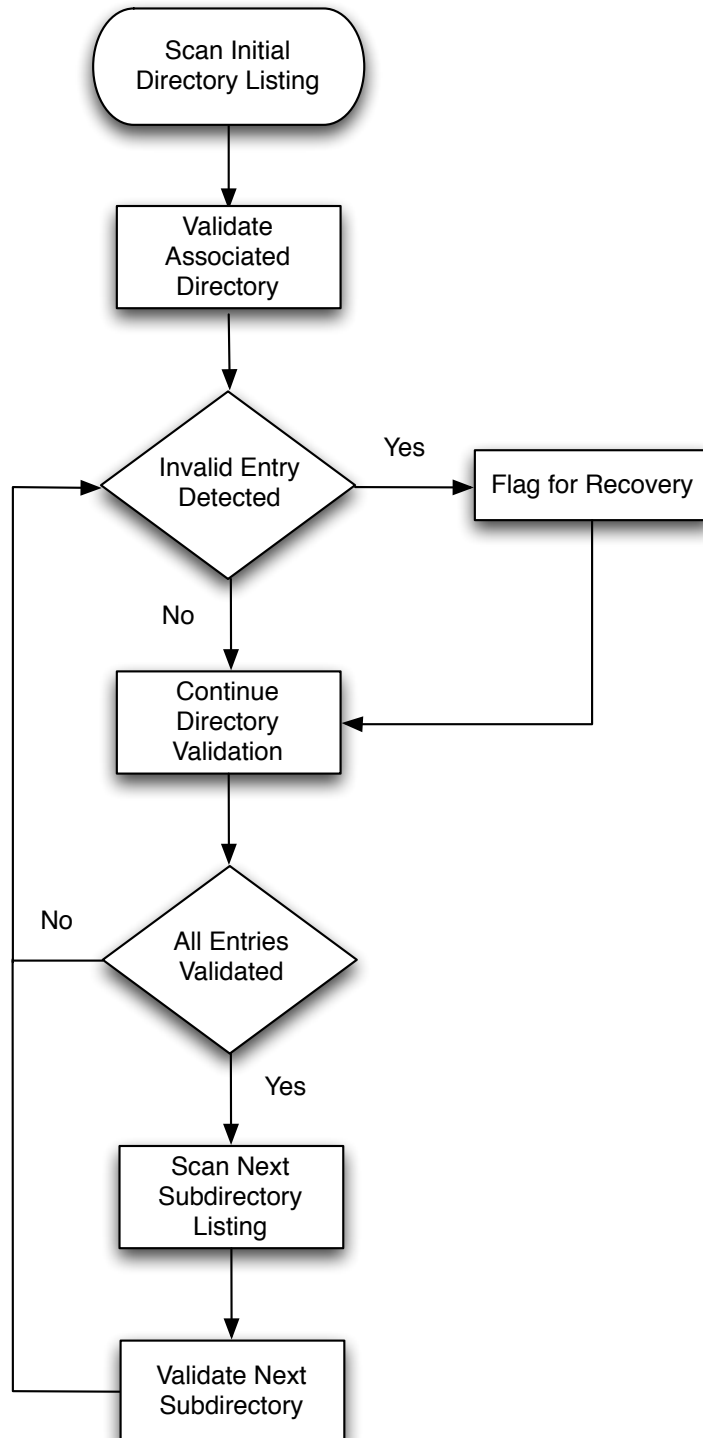 Scan Initial
Directory Listing
Validate
Associated
Directory
Invalid Entry
Detected
Yes
Flag for Recovery
No
Continue
Directory
Validation
No
All Entries
Validated
Yes
Scan Next
Subdirectory
Listing
Validate Next
Subdirectory